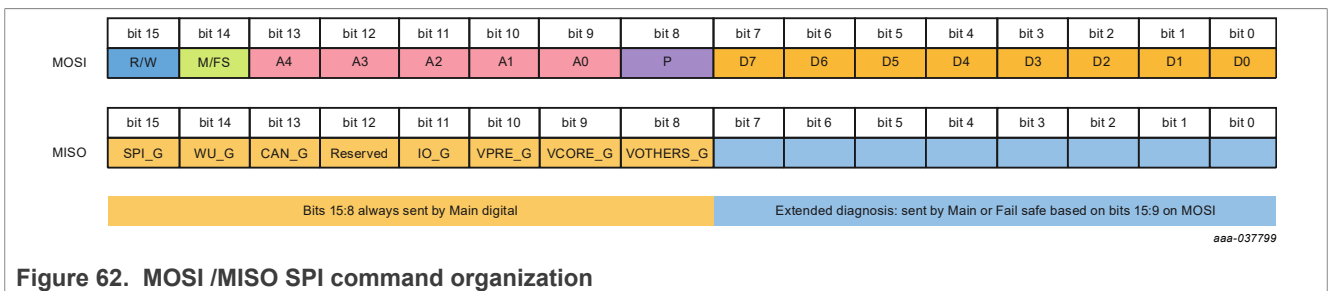 bit 15 bit 14 bit 13 bit 12 bit 11 bit 10 bit 9 bit 8 bit 7 bit 6 bit 5 bit 4 bit 3 bit 2 bit 1 bit 0
MOSI R/W M/FS A4 A3 A2 A1 A0 P D7 D6 D5 D4 D3 D2 D1 D0
bit 15 bit 14 bit 13 bit 12 bit 11 bit 10 bit 9 bit 8 bit 7 bit 6 bit 5 bit 4 bit 3 bit 2 bit 1 bit 0
MISO SPI_G WU_G CAN_G Reserved IO_G VPRE_G VCORE_G VOTHERS_G
Bits 15:8 always sent by Main digital Extended diagnosis: sent by Main or Fail safe based on bits 15:9 on MOSI
aaa-037799
Figure 62. MOSI /MISO SPI command organization